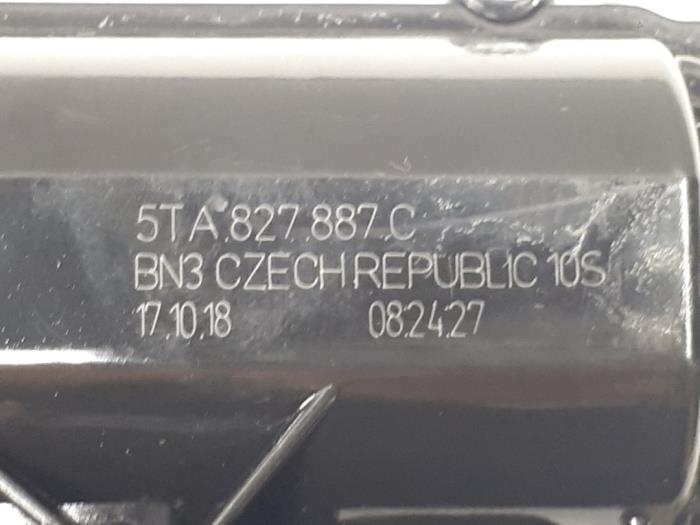 5TA.827.887.C
BN3 CZECH REPUBLIC 10S
17.10.18 08:24:27